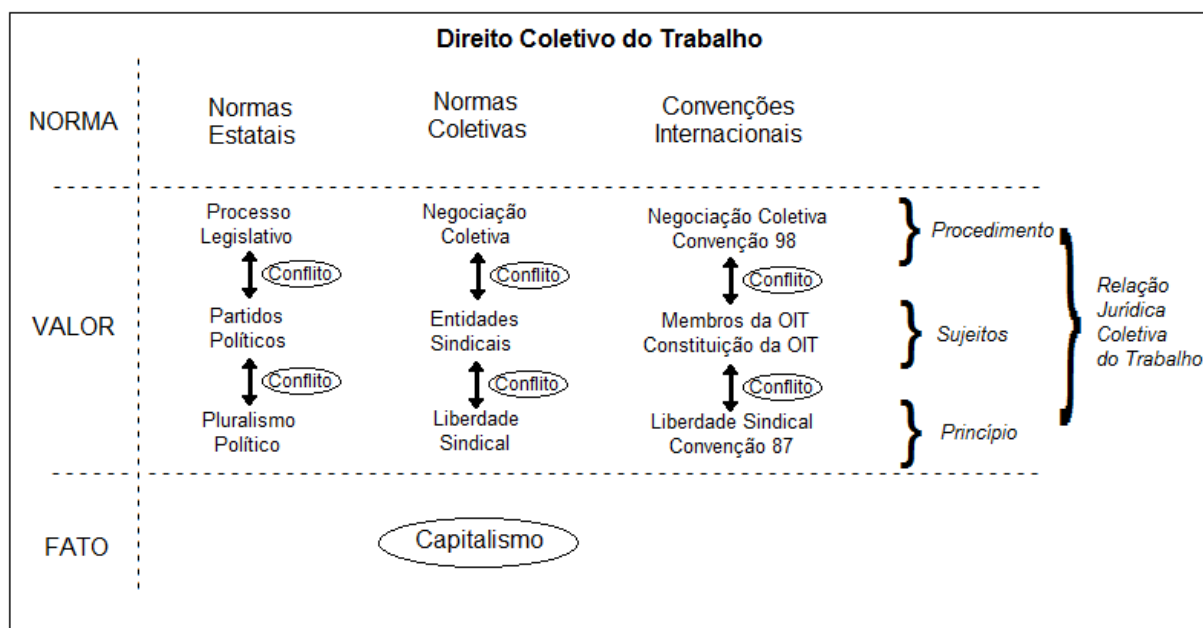 Direito Coletivo do Trabalho
NORMA
Normas
Estatais
Normas
Coletivas
Convenções
Internacionais
VALOR
Processo
Legislativo
Conflito
Partidos
Políticos
Conflito
Pluralismo
Político
Negociação
Coletiva
Conflito
Entidades
Sindicais
Conflito
Liberdade
Sindical
Negociação Coletiva
Convenção 98
Conflito
Membros da OIT
Constituição da OIT
Conflito
Liberdade Sindical
Convenção 87
Procedimento
Sujeitos
Princípio
Relação
Jurídica
Coletiva
do Trabalho
FATO
Capitalismo